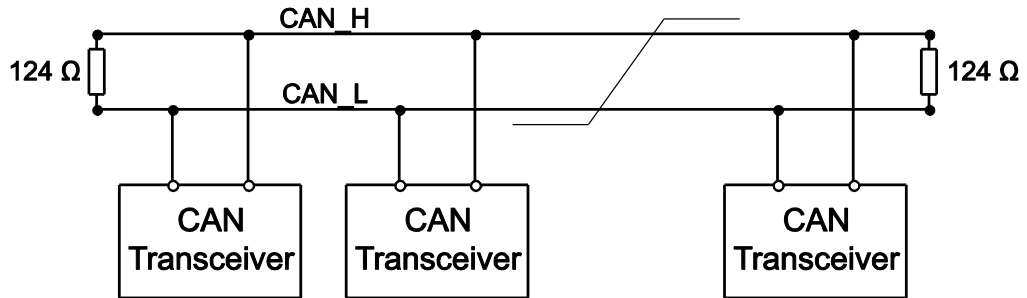 CAN_H
124 Ω
124 Ω
CAN_L
CAN
Transceiver
CAN
Transceiver
CAN
Transceiver